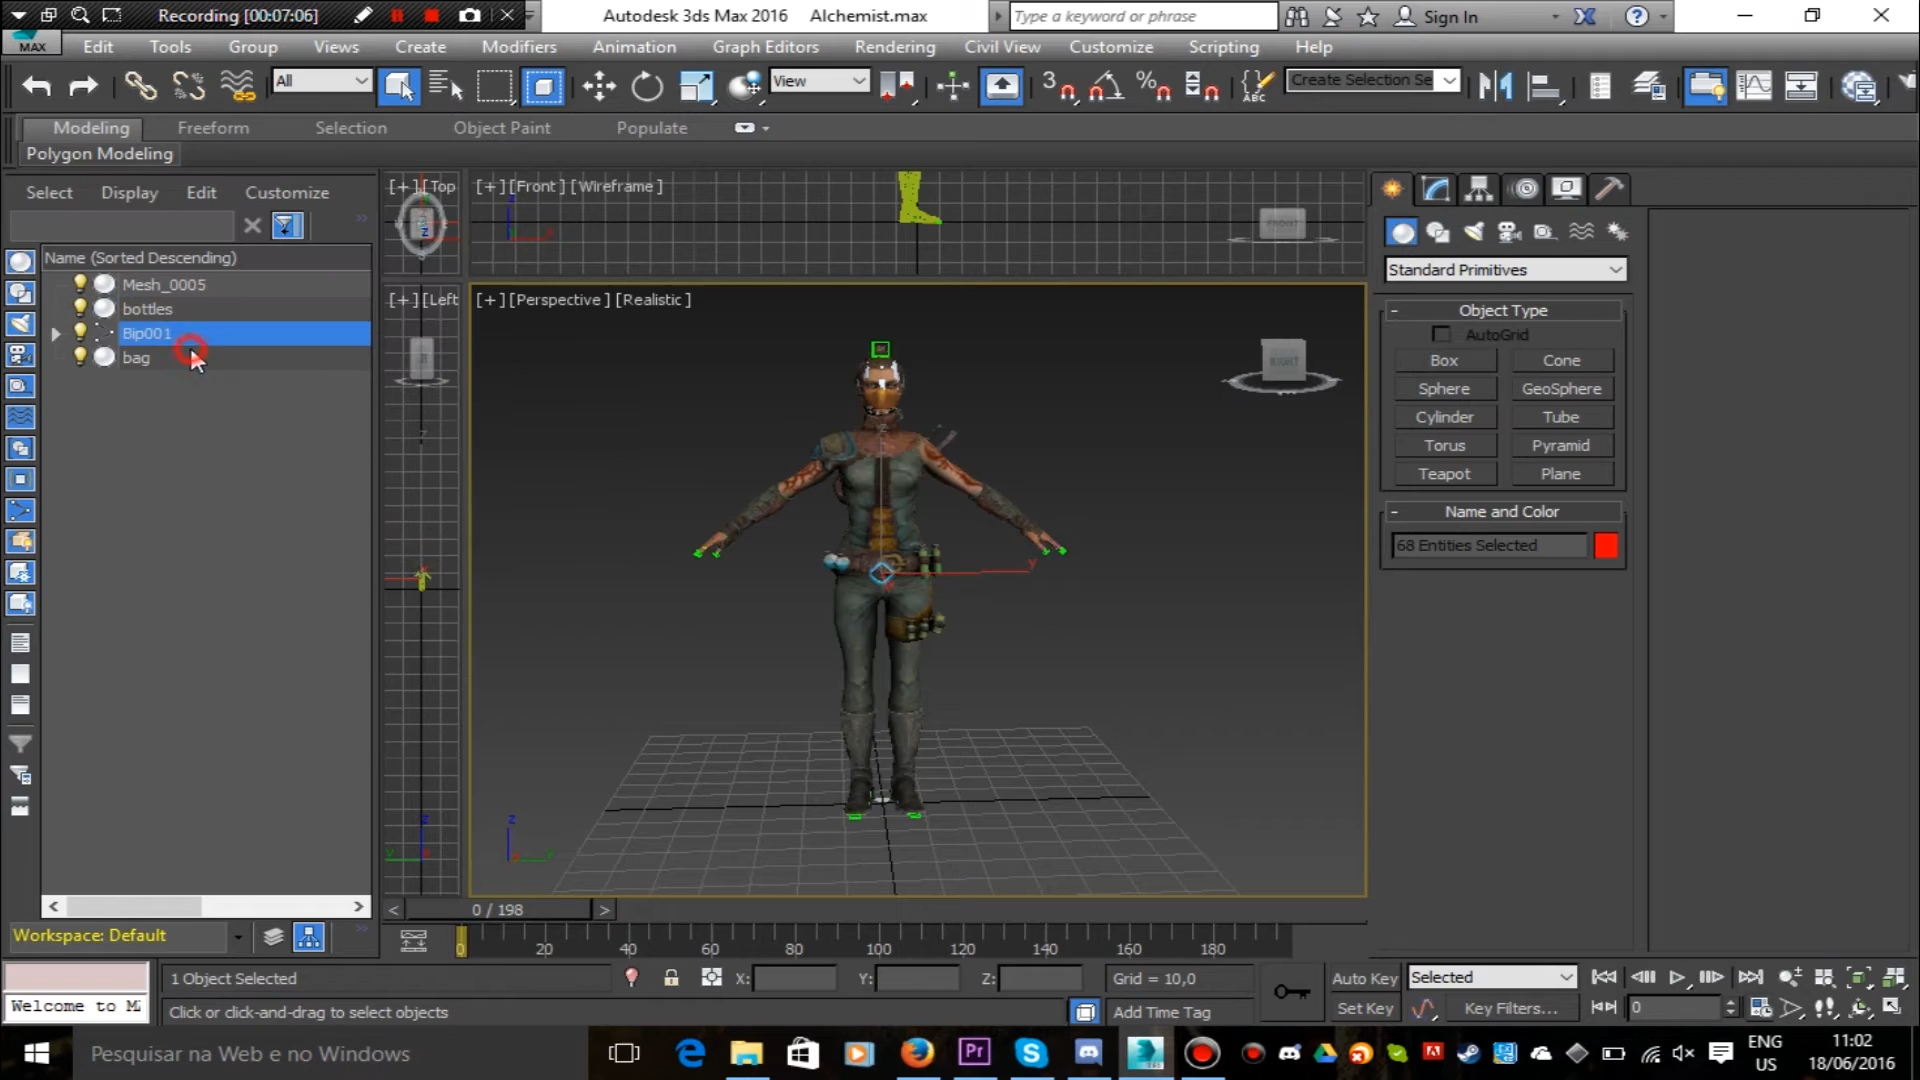 Recording [00:07:06]
Autodesk 3ds Max 2016 Alchemist.max
Type a keyword or phrase
Sign In
MAX
Edit Tools Group Views Create Modifiers Animation Graph Editors Rendering Civil View Customize Scripting Help
All
View
3
ABC
Create Selection Se
Modeling Freeform Selection Object Paint Populate
Polygon Modeling
Select Display Edit Customize
Name (Sorted Descending)
Mesh_0005
bottles
Bip001
bag
[+][Top
[+][Front][Wireframe]
FRONT
[+][Left
[+][Perspective][Realistic]
RIGHT
Standard Primitives
Object Type
AutoGrid
Box Cone
Sphere GeoSphere
Cylinder Tube
Torus Pyramid
Teapot Plane
Name and Color
68 Entities Selected
0 / 198
0 20 40 60 80 100 120 140 160 180
Workspace: Default
1 Object Selected
X: Y: Z:
Grid = 10,0
Auto Key
Selected
Welcome to M
Click or click-and-drag to select objects
Add Time Tag
Set Key
Key Filters...
0
Pesquisar na Web e no Windows
Pr
ENG
US
11:02
18/06/2016